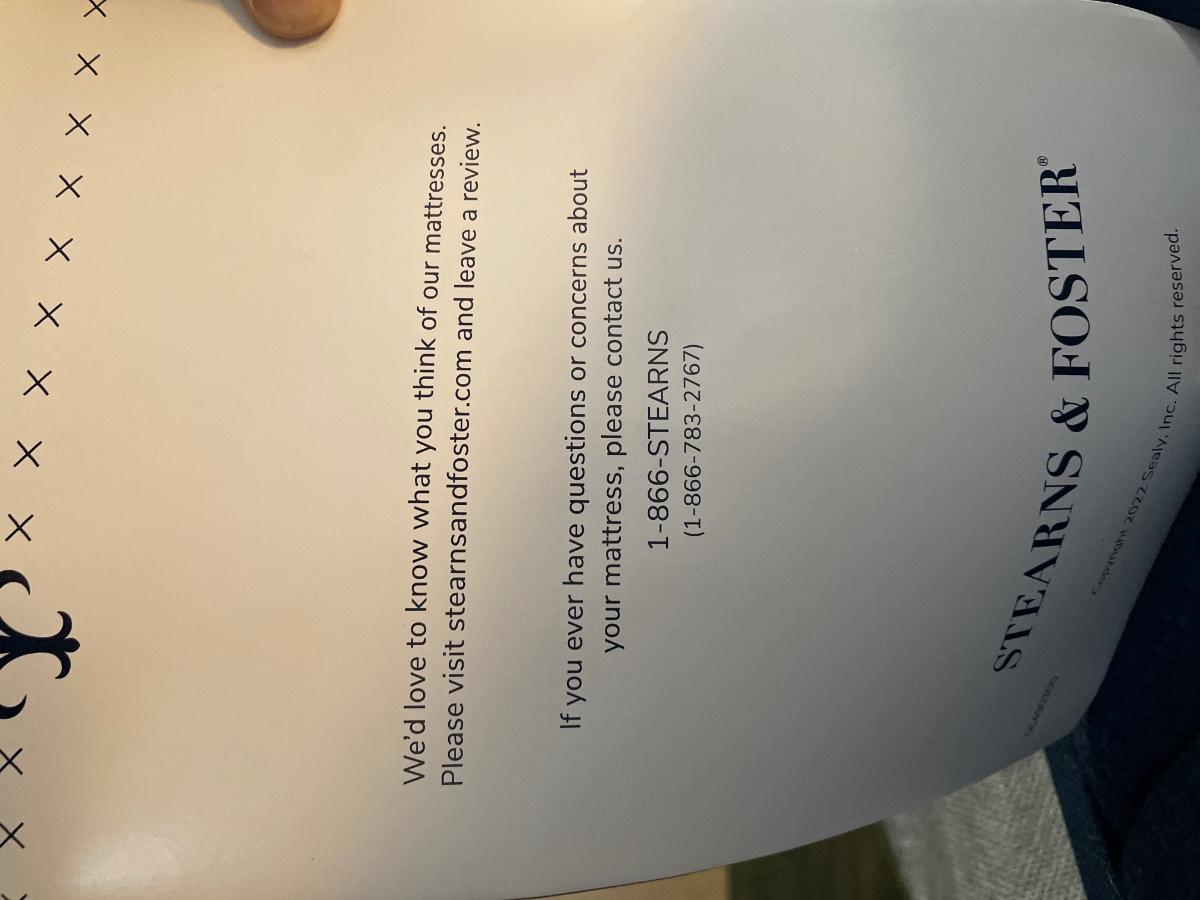 We'd love to know what you think of our mattresses.
Please visit stearnsandfoster.com and leave a review.
If you ever have questions or concerns about
your mattress, please contact us.
1-866-STEARNS
(1-866-783-2767)
STEARNS & FOSTER®
Copyright 2022 Sealy, Inc. All rights reserved.